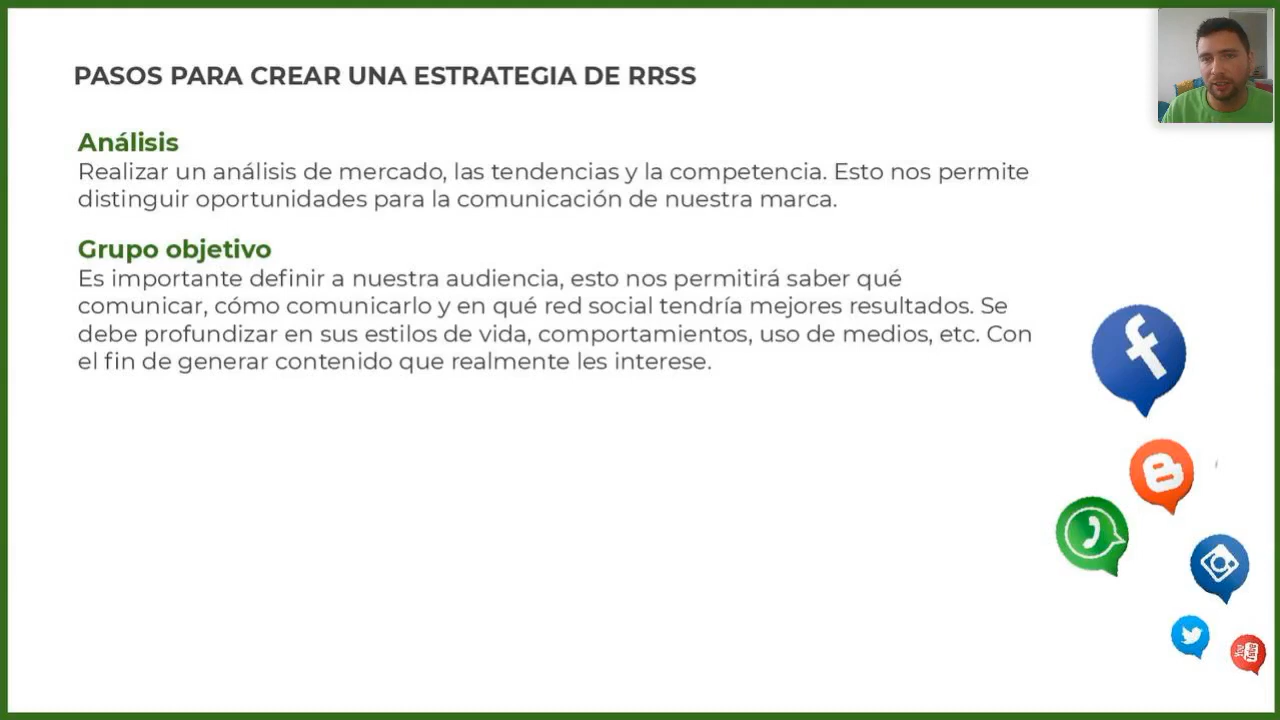 PASOS PARA CREAR UNA ESTRATEGIA DE RRSS
Análisis
Realizar un análisis de mercado, las tendencias y la competencia. Esto nos permite
distinguir oportunidades para la comunicación de nuestra marca.
Grupo objetivo
Es importante definir a nuestra audiencia, esto nos permitirá saber qué
comunicar, cómo comunicarlo y en qué red social tendría mejores resultados. Se
debe profundizar en sus estilos de vida, comportamientos, uso de medios, etc. Con
el fin de generar contenido que realmente les interese.
You
Tube